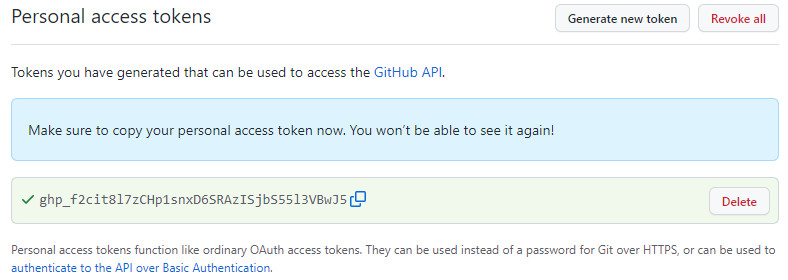 Personal access tokens
Generate new token
Revoke all
Tokens you have generated that can be used to access the GitHub API.
Make sure to copy your personal access token now. You won’t be able to see it again!
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
Delete
Personal access tokens function like ordinary OAuth access tokens. They can be used instead of a password for Git over HTTPS, or can be used to
authenticate to the API over Basic Authentication.